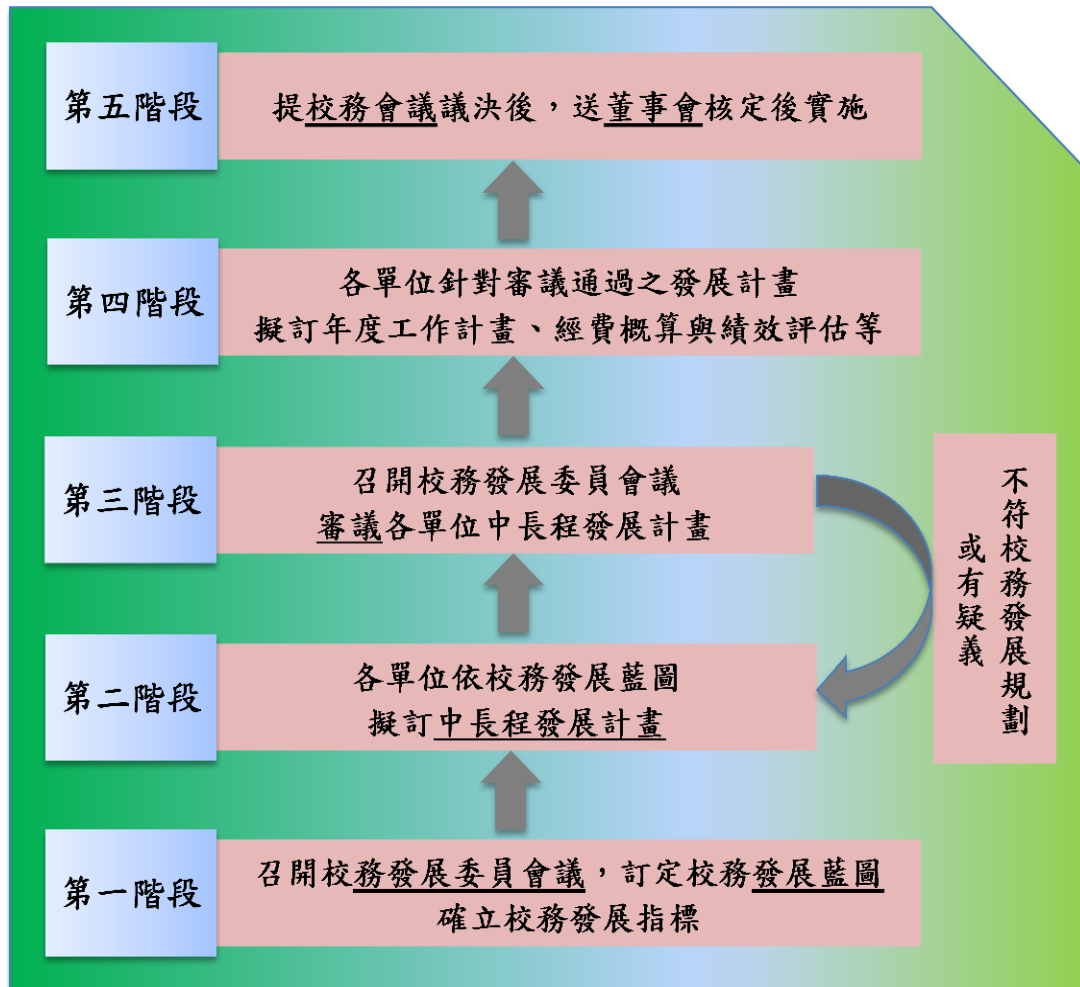 第五階段
提校務會議議決後，送董事會核定後實施
第四階段
各單位針對審議通過之發展計畫
擬訂年度工作計畫、經費概算與績效評估等
第三階段
召開校務發展委員會議
審議各單位中長程發展計畫
不符校務發展規劃
或有疑義
第二階段
各單位依校務發展藍圖
擬訂中長程發展計畫
第一階段
召開校務發展委員會議，訂定校務發展藍圖
確立校務發展指標